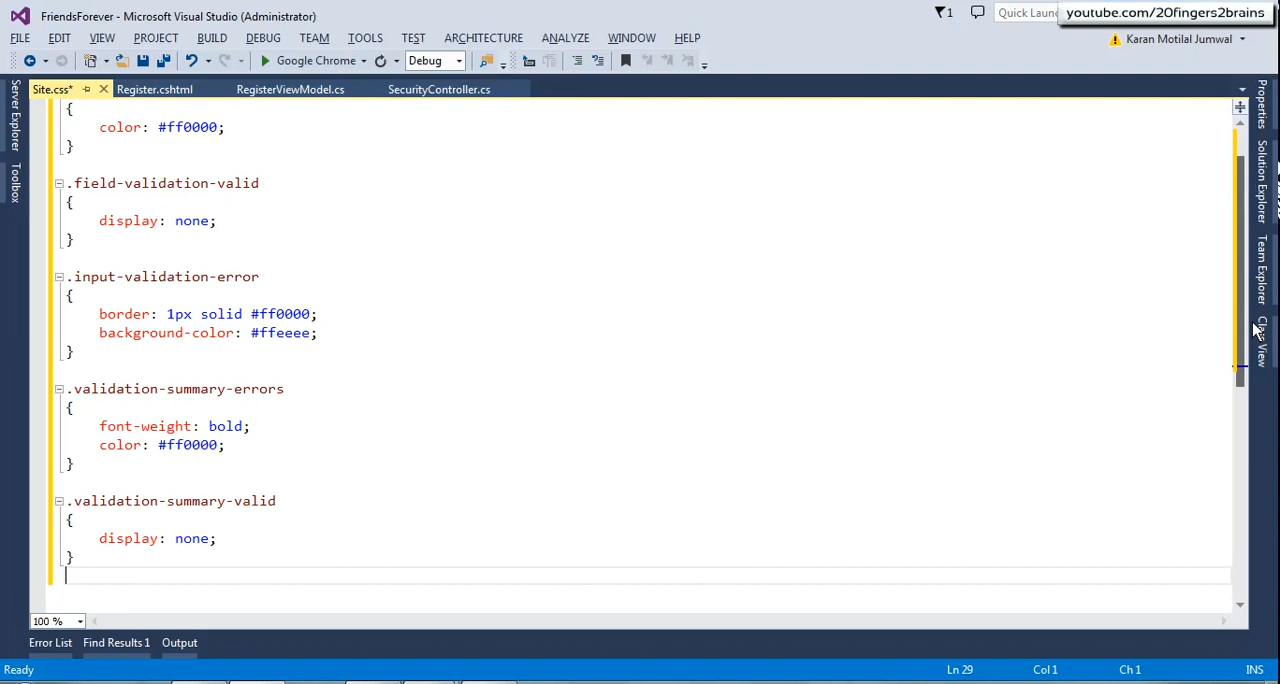 FriendsForever - Microsoft Visual Studio (Administrator)
1
Quick Laun
youtube.com/20fingers2brains
FILE EDIT VIEW PROJECT BUILD DEBUG TEAM TOOLS TEST ARCHITECTURE ANALYZE WINDOW HELP
Karan Motilal Jumwal
Google Chrome
Debug
Site.css* Register.cshtml RegisterViewModel.cs SecurityController.cs
Server Explorer
Toolbox
Properties
Solution Explorer
Team Explorer
View
{
color: #ff0000;
}
.field-validation-valid
{
display: none;
}
.input-validation-error
{
border: 1px solid #ff0000;
background-color: #ffeeee;
}
.validation-summary-errors
{
font-weight: bold;
color: #ff0000;
}
.validation-summary-valid
{
display: none;
}
100 %
Error List Find Results 1 Output
Ready
Ln 29 Col 1 Ch 1 INS